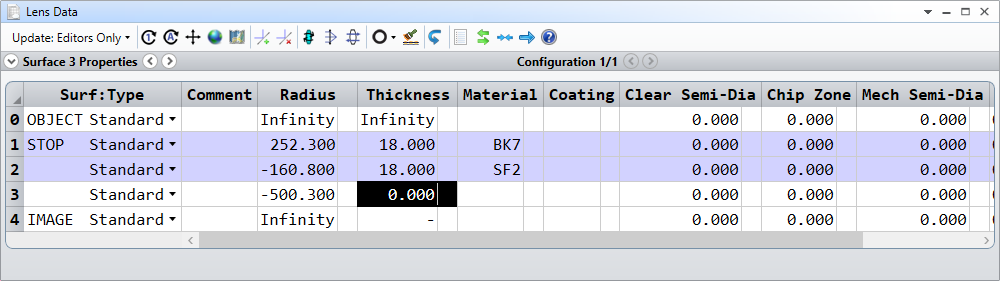 Lens Data
Update: Editors Only
Surface 3 Properties Configuration 1/1
Surf:Type Comment Radius Thickness Material Coating Clear Semi-Dia Chip Zone Mech Semi-Dia
0 OBJECT Standard Infinity Infinity 0.000 0.000 0.000
1 STOP Standard 252.300 18.000 BK7 0.000 0.000 0.000
2 Standard -160.800 18.000 SF2 0.000 0.000 0.000
3 Standard -500.300 0.000 0.000 0.000 0.000
4 IMAGE Standard Infinity - 0.000 0.000 0.000